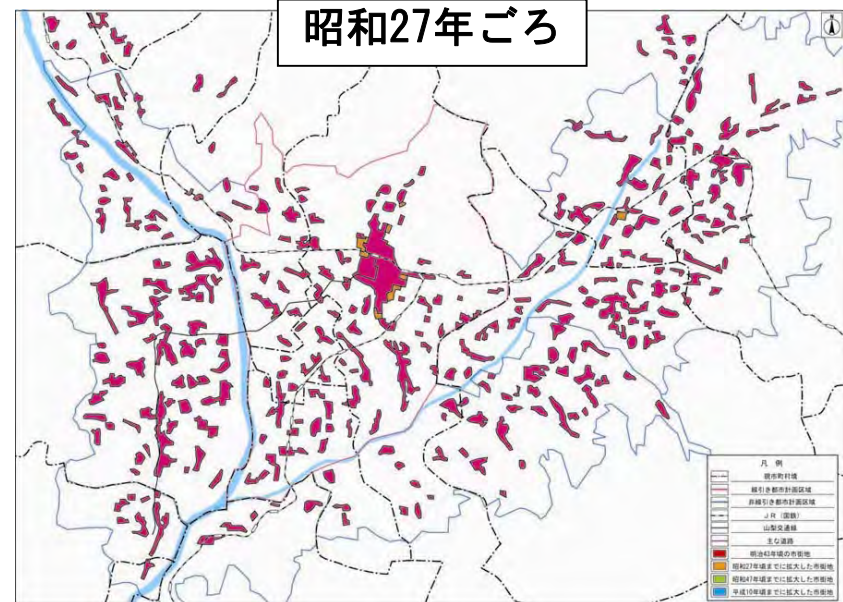 昭和27年ごろ
凡 例
現市町村境
線引き都市計画区域
非線引き都市計画区域
ＪＲ（国鉄）
山梨交通線
主な道路
明治43年頃の市街地
昭和27年頃までに拡大した市街地
昭和47年頃までに拡大した市街地
平成10年頃までに拡大した市街地